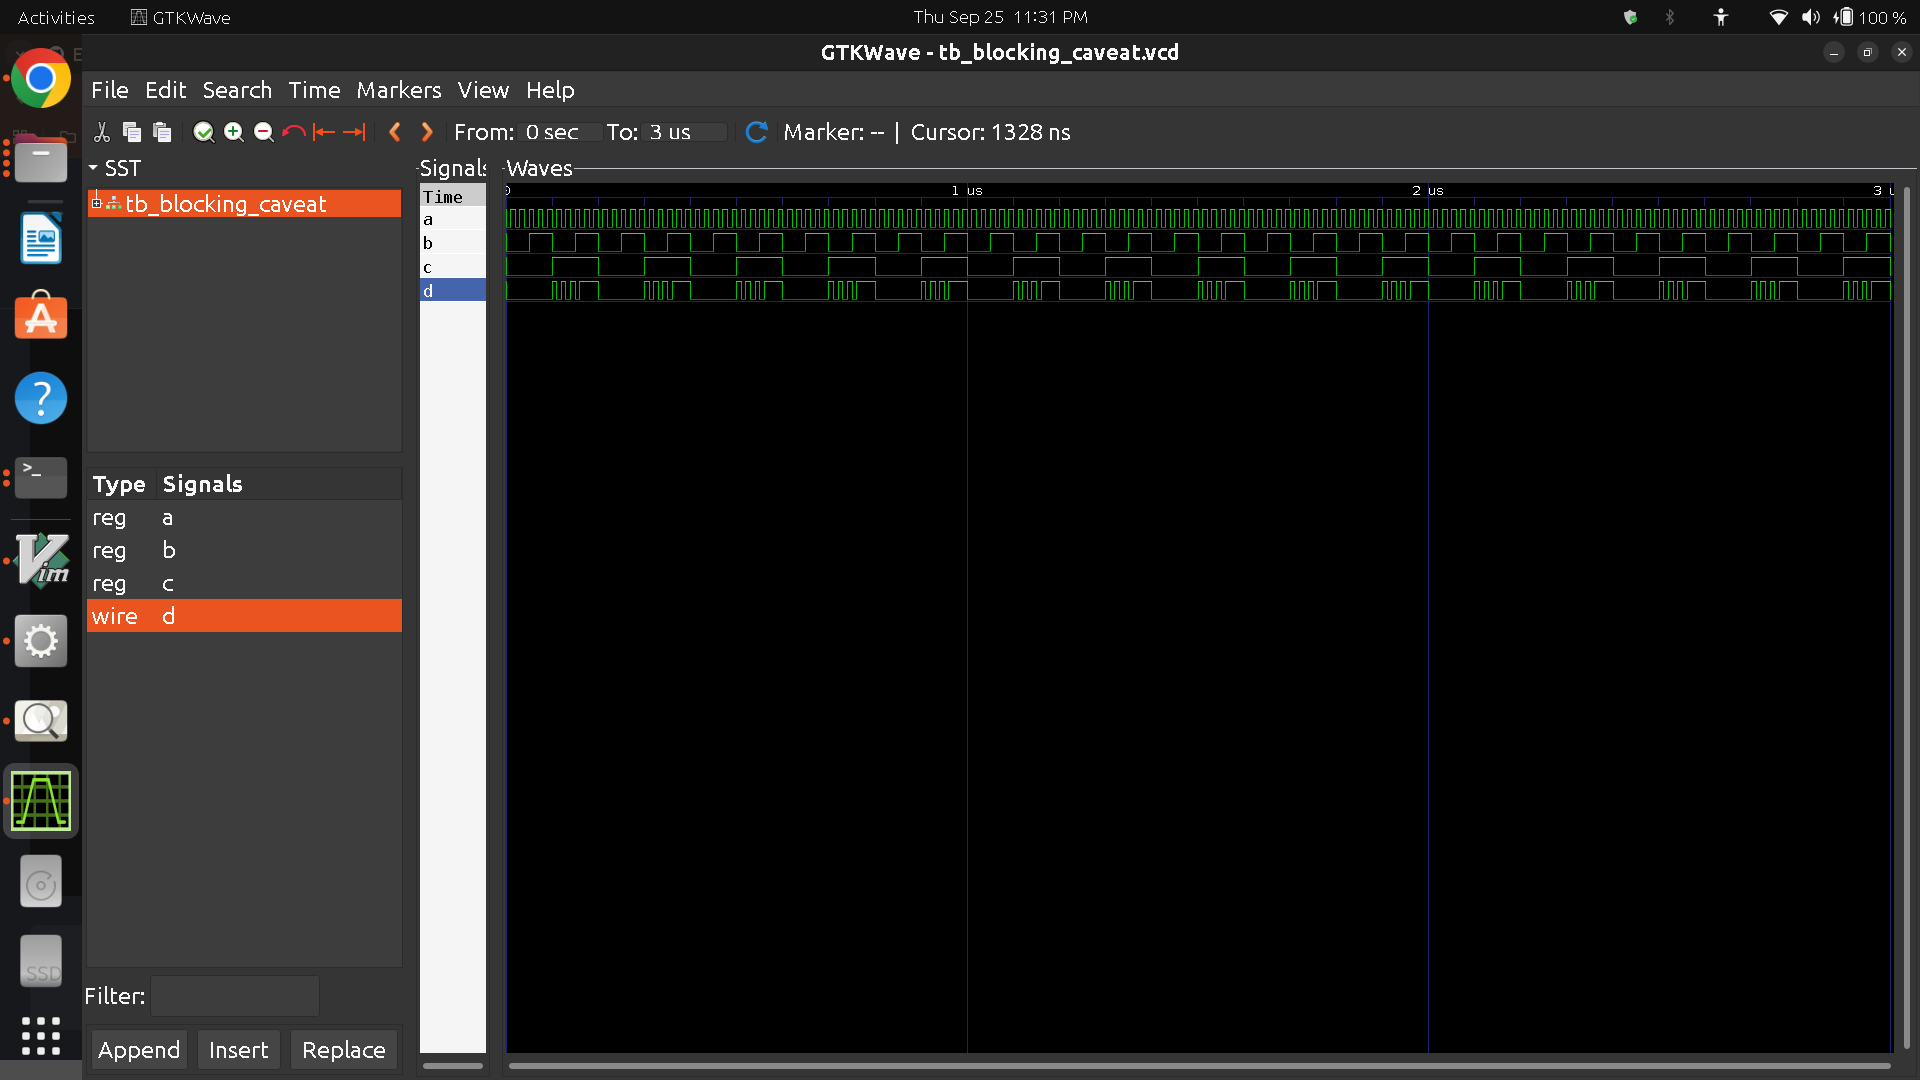 Activities GTKWave Thu Sep 25 11:31 PM 100 %
GTKWave - tb_blocking_caveat.vcd
File Edit Search Time Markers View Help
From: 0 sec To: 3 us Marker: -- | Cursor: 1328 ns
SST
tb_blocking_caveat
Type Signals
reg a
reg b
reg c
wire d
Filter:
Append Insert Replace
Signals
Time
a
b
c
d
Waves
0 1 us 2 us 3 u
>_
Vim
?
SSD